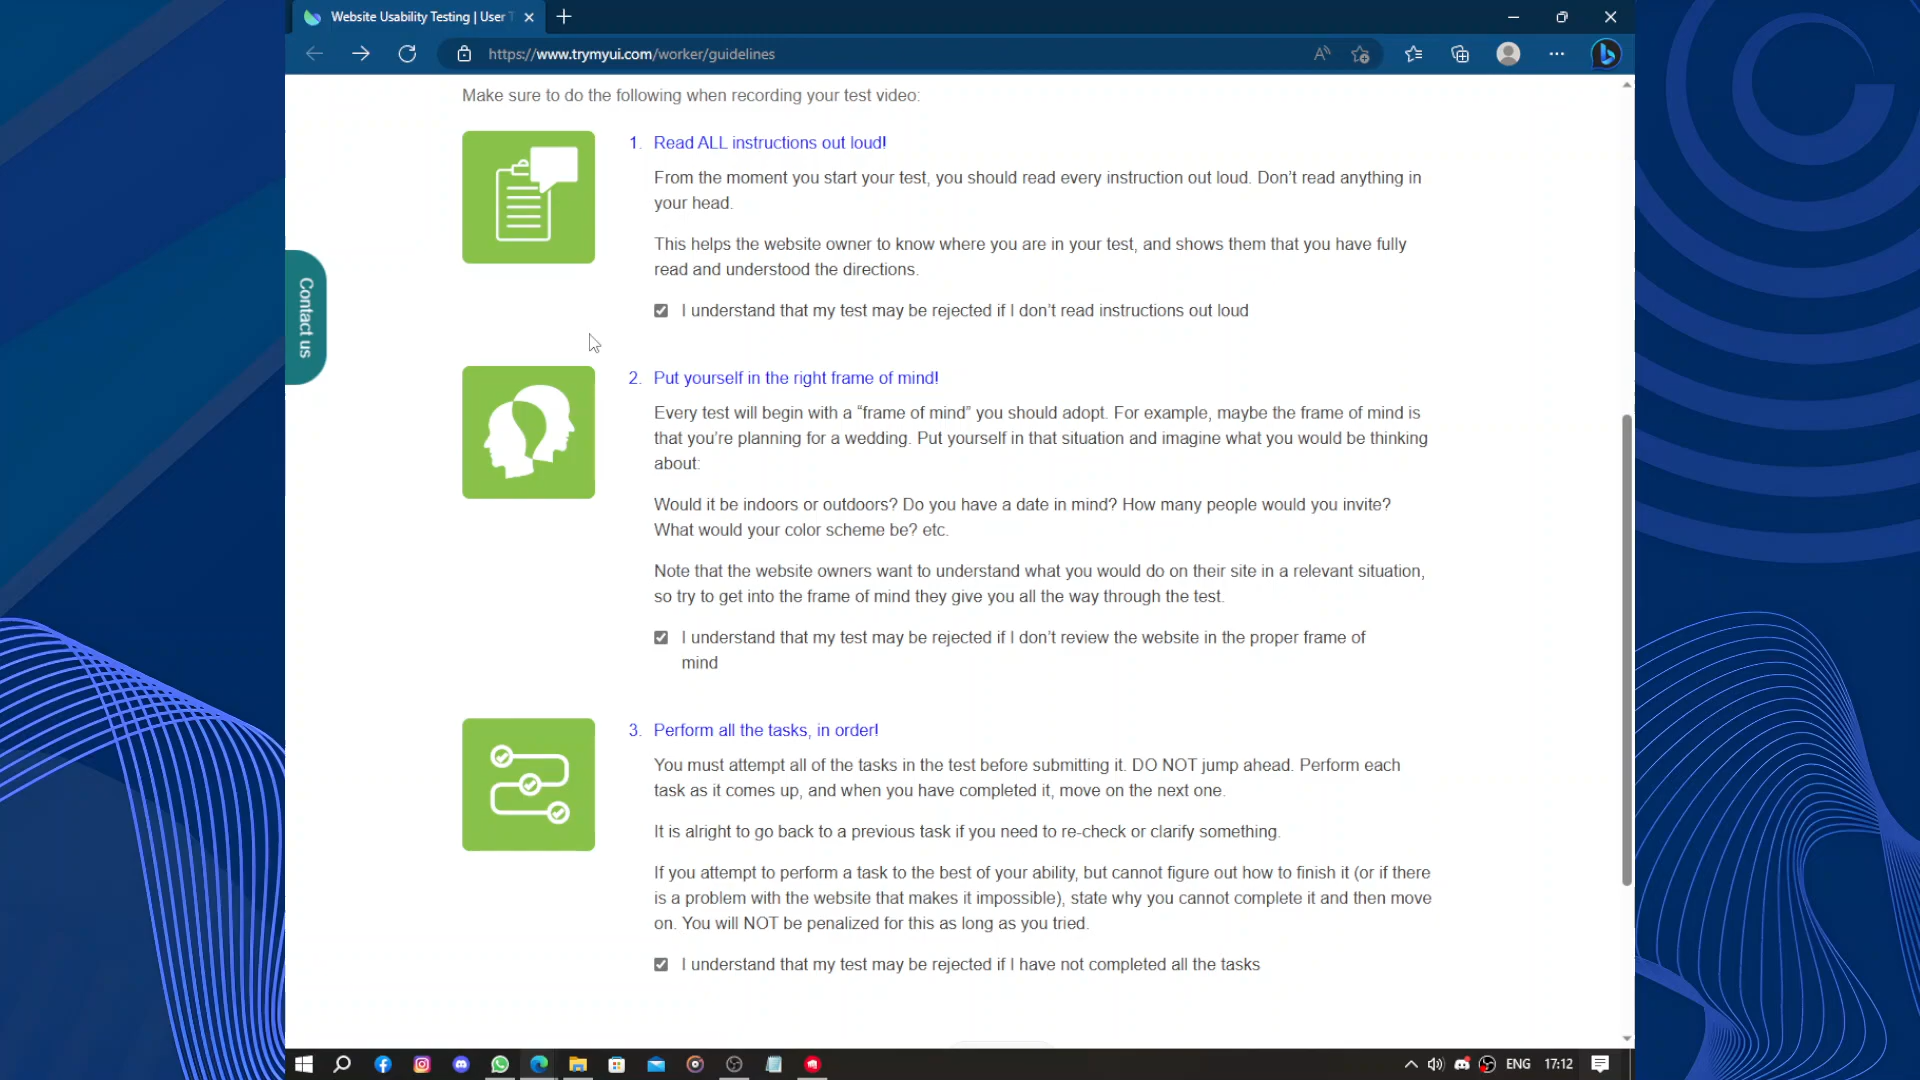 Website Usability Testing | User T
https://www.trymyui.com/worker/guidelines
Make sure to do the following when recording your test video:
1. Read ALL instructions out loud!
From the moment you start your test, you should read every instruction out loud. Don't read anything in
your head.
This helps the website owner to know where you are in your test, and shows them that you have fully
read and understood the directions.
I understand that my test may be rejected if I don't read instructions out loud
Contact us
2. Put yourself in the right frame of mind!
Every test will begin with a “frame of mind” you should adopt. For example, maybe the frame of mind is
that you're planning for a wedding. Put yourself in that situation and imagine what you would be thinking
about:
Would it be indoors or outdoors? Do you have a date in mind? How many people would you invite?
What would your color scheme be? etc.
Note that the website owners want to understand what you would do on their site in a relevant situation,
so try to get into the frame of mind they give you all the way through the test.
I understand that my test may be rejected if I don't review the website in the proper frame of
mind
3. Perform all the tasks, in order!
You must attempt all of the tasks in the test before submitting it. DO NOT jump ahead. Perform each
task as it comes up, and when you have completed it, move on the next one.
It is alright to go back to a previous task if you need to re-check or clarify something.
If you attempt to perform a task to the best of your ability, but cannot figure out how to finish it (or if there
is a problem with the website that makes it impossible), state why you cannot complete it and then move
on. You will NOT be penalized for this as long as you tried.
I understand that my test may be rejected if I have not completed all the tasks
ENG 17:12